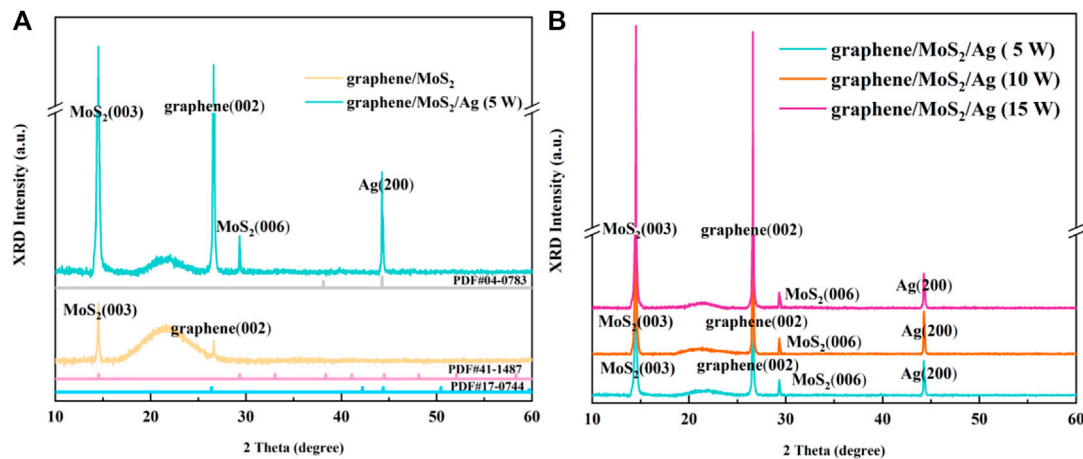 A
XRD Intensity (a.u.)
graphene/MoS₂
graphene/MoS₂/Ag (5 W)
MoS₂(003)
graphene(002)
Ag(200)
MoS₂(006)
PDF#04-0783
MoS₂(003)
graphene(002)
PDF#41-1487
PDF#17-0744
10 20 30 40 50 60
2 Theta (degree)
B
XRD Intensity (a.u.)
graphene/MoS₂/Ag ( 5 W)
graphene/MoS₂/Ag (10 W)
graphene/MoS₂/Ag (15 W)
MoS₂(003)
graphene(002)
MoS₂(006)
Ag(200)
MoS₂(003)
graphene(002)
MoS₂(006)
Ag(200)
MoS₂(003)
graphene(002)
MoS₂(006)
Ag(200)
10 20 30 40 50 60
2 Theta (degree)